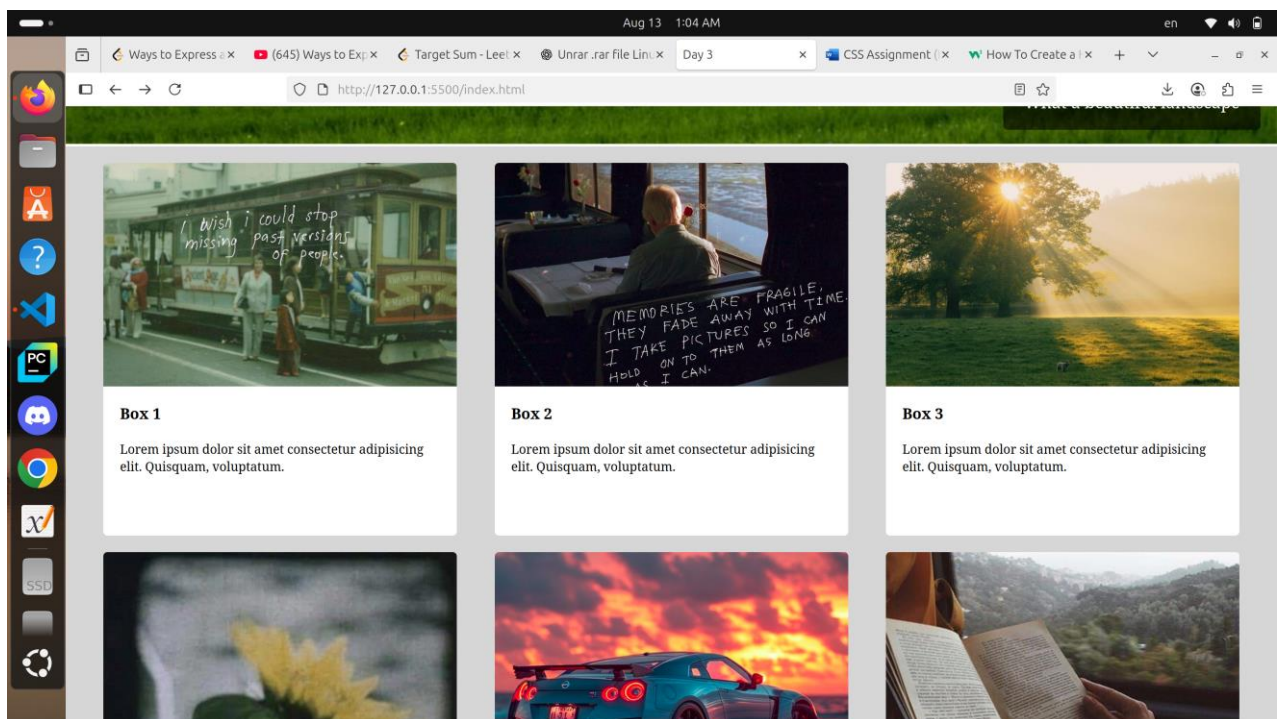 Aug 13 1:04 AM
en
Ways to Express a
(645) Ways to Exp
Target Sum - Leet
Unrar .rar file Linu
Day 3
CSS Assignment (
How To Create a
http://127.0.0.1:5500/index.html
What a beautiful landscape
I wish i could stop
missing past versions
of people.
MEMORIES ARE FRAGILE,
THEY FADE AWAY WITH TIME.
I TAKE PICTURES SO I CAN
HOLD ON TO THEM AS LONG
AS I CAN.
Box 1
Lorem ipsum dolor sit amet consectetur adipisicing
elit. Quisquam, voluptatum.
Box 2
Lorem ipsum dolor sit amet consectetur adipisicing
elit. Quisquam, voluptatum.
Box 3
Lorem ipsum dolor sit amet consectetur adipisicing
elit. Quisquam, voluptatum.
PC
SSD